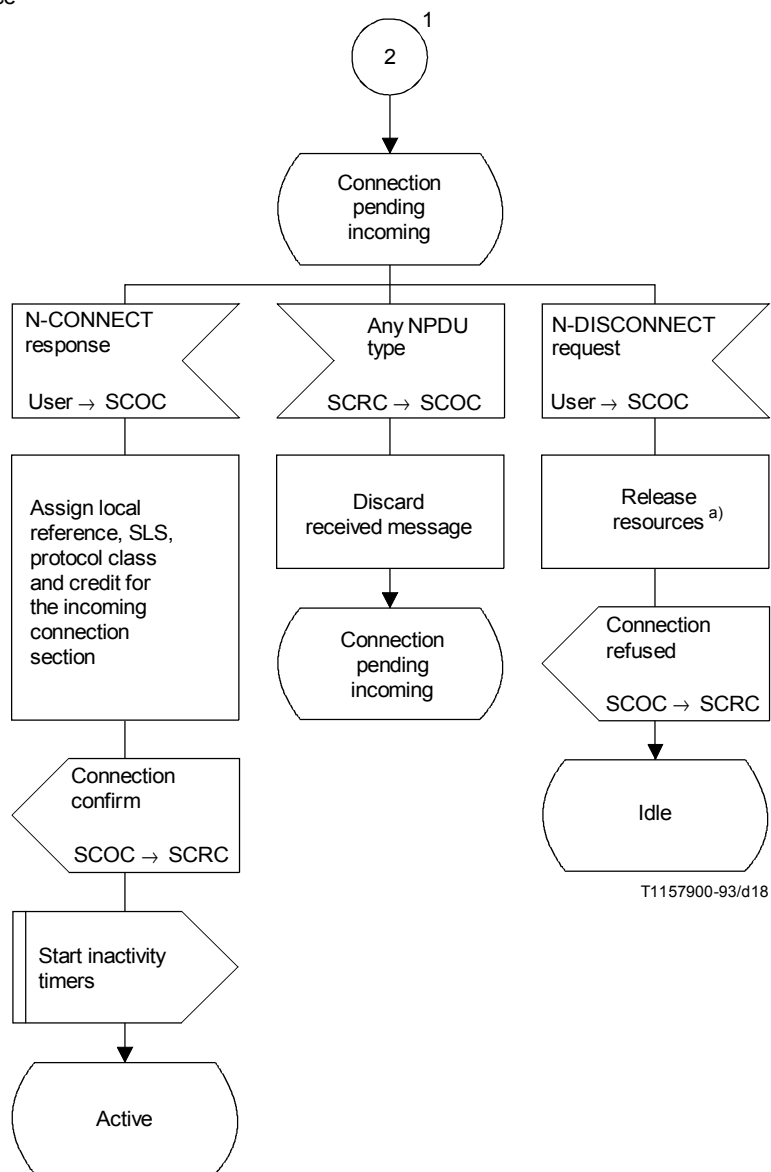 1
2
Connection
pending
incoming
N-CONNECT
response
User → SCOC
Any NPDU
type
SCRC → SCOC
N-DISCONNECT
request
User → SCOC
Assign local
reference, SLS,
protocol class
and credit for
the incoming
connection
section
Discard
received message
Release
resources a)
Connection
pending
incoming
Connection
refused
SCOC → SCRC
Connection
confirm
SCOC → SCRC
Idle
T1157900-93/d18
Start inactivity
timers
Active